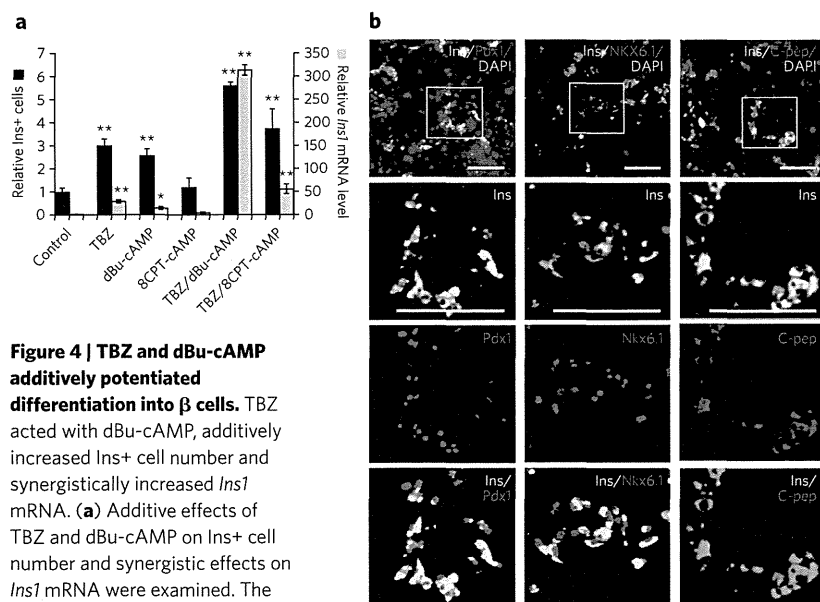 a
7
6
5
4
3
2
1
0
Relative Ins+ cells
350
300
250
200
150
100
50
0
Relative Ins1 mRNA level
**
**
**
*
**
**
**
**
Control
TBZ
dBu-cAMP
8CPT-cAMP
TBZ/dBu-cAMP
TBZ/8CPT-cAMP
Figure 4 | TBZ and dBu-cAMP
additively potentiated
differentiation into β cells. TBZ
acted with dBu-cAMP, additively
increased Ins+ cell number and
synergistically increased Ins1
mRNA. (a) Additive effects of
TBZ and dBu-cAMP on Ins+ cell
number and synergistic effects on
Ins1 mRNA were examined. The
b
Ins/Pdx1/
DAPI
Ins/NKX6.1/
DAPI
Ins/C-pep/
DAPI
Ins
Ins
Ins
Pdx1
Nkx6.1
C-pep
Ins/
Pdx1
Ins/Nkx6.1
Ins/
C-pep